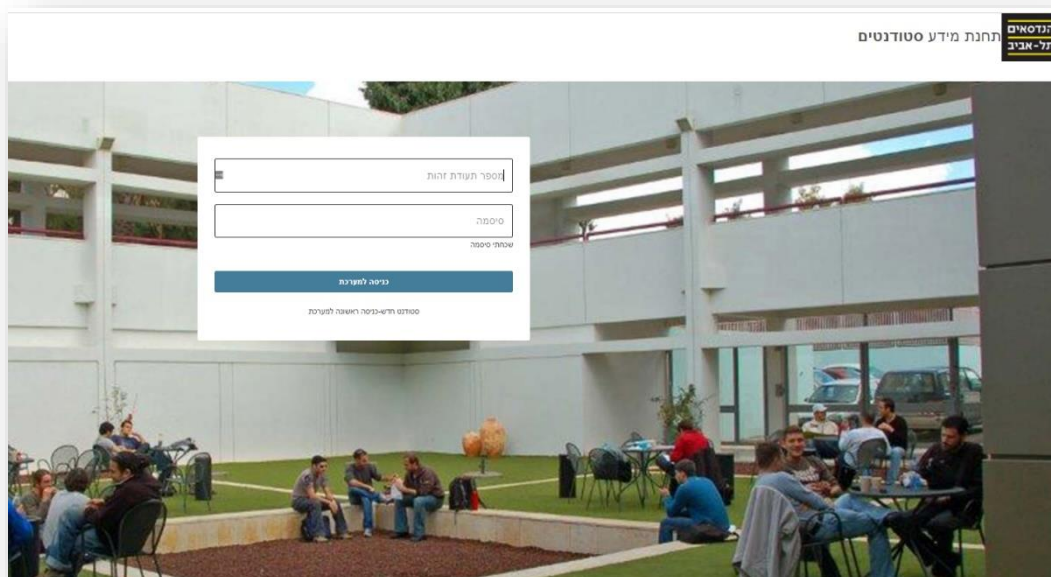 הנדסאים
תל-אביב
תחנת מידע סטודנטים
מספר תעודת זהות
סיסמה
שכחתי סיסמה
כניסה למערכת
סטודנט חדש-כניסה ראשונה למערכת